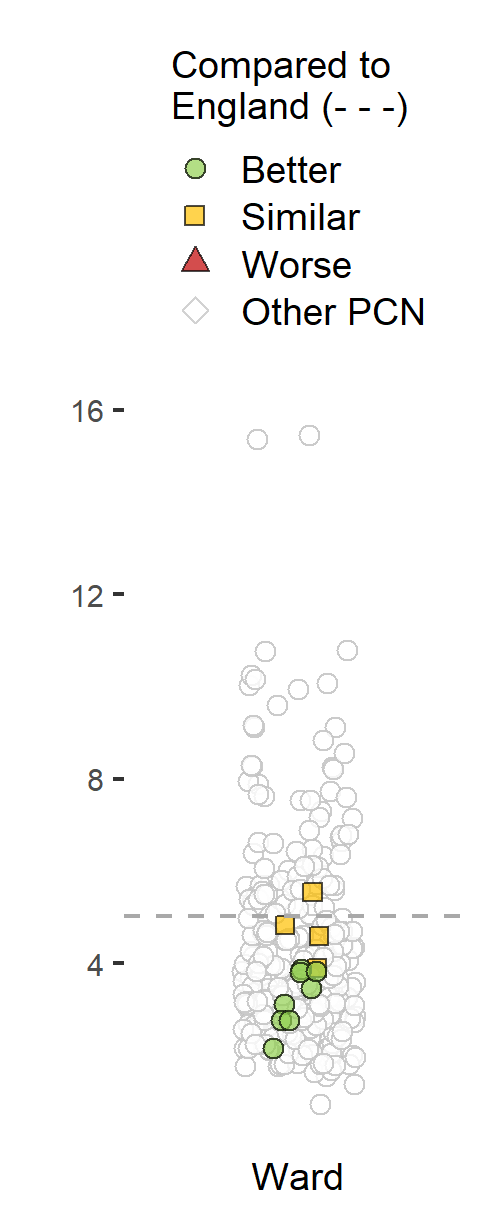 Compared to
England (- - -)
Better
Similar
Worse
Other PCN
16
12
8
4
Ward